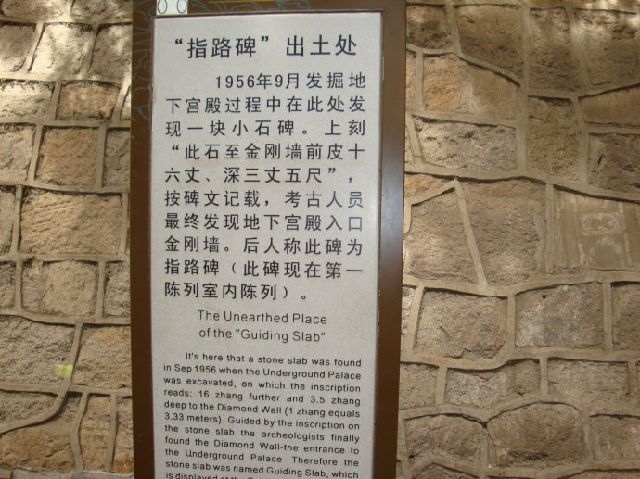 “指路碑”出土处
1956年9月发掘地
下宫殿过程中在此处发
现一块小石碑。上刻
“此石至金刚墙前皮十
六丈、深三丈五尺”，
按碑文记载，考古人员
最终发现地下宫殿入口
金刚墙。后人称此碑为
指路碑（此碑现在第一
陈列室内陈列）。
The Unearthed Place
of the "Guiding Slab"
It's here that a stone slab was found
in Sep 1956 when the Underground Palace
was excavated, on which the inscription
reads: 16 zhang further and 3.5 zhang
deep to the Diamond Wall (1 zhang equals
3.33 meters) Guided by the inscription on
the stone slab the archeologists finally
found the Diamond Wall-the entrance to
the Underground Palace Therefore the
stone slab was named Guiding Slab, which
is displayed at the